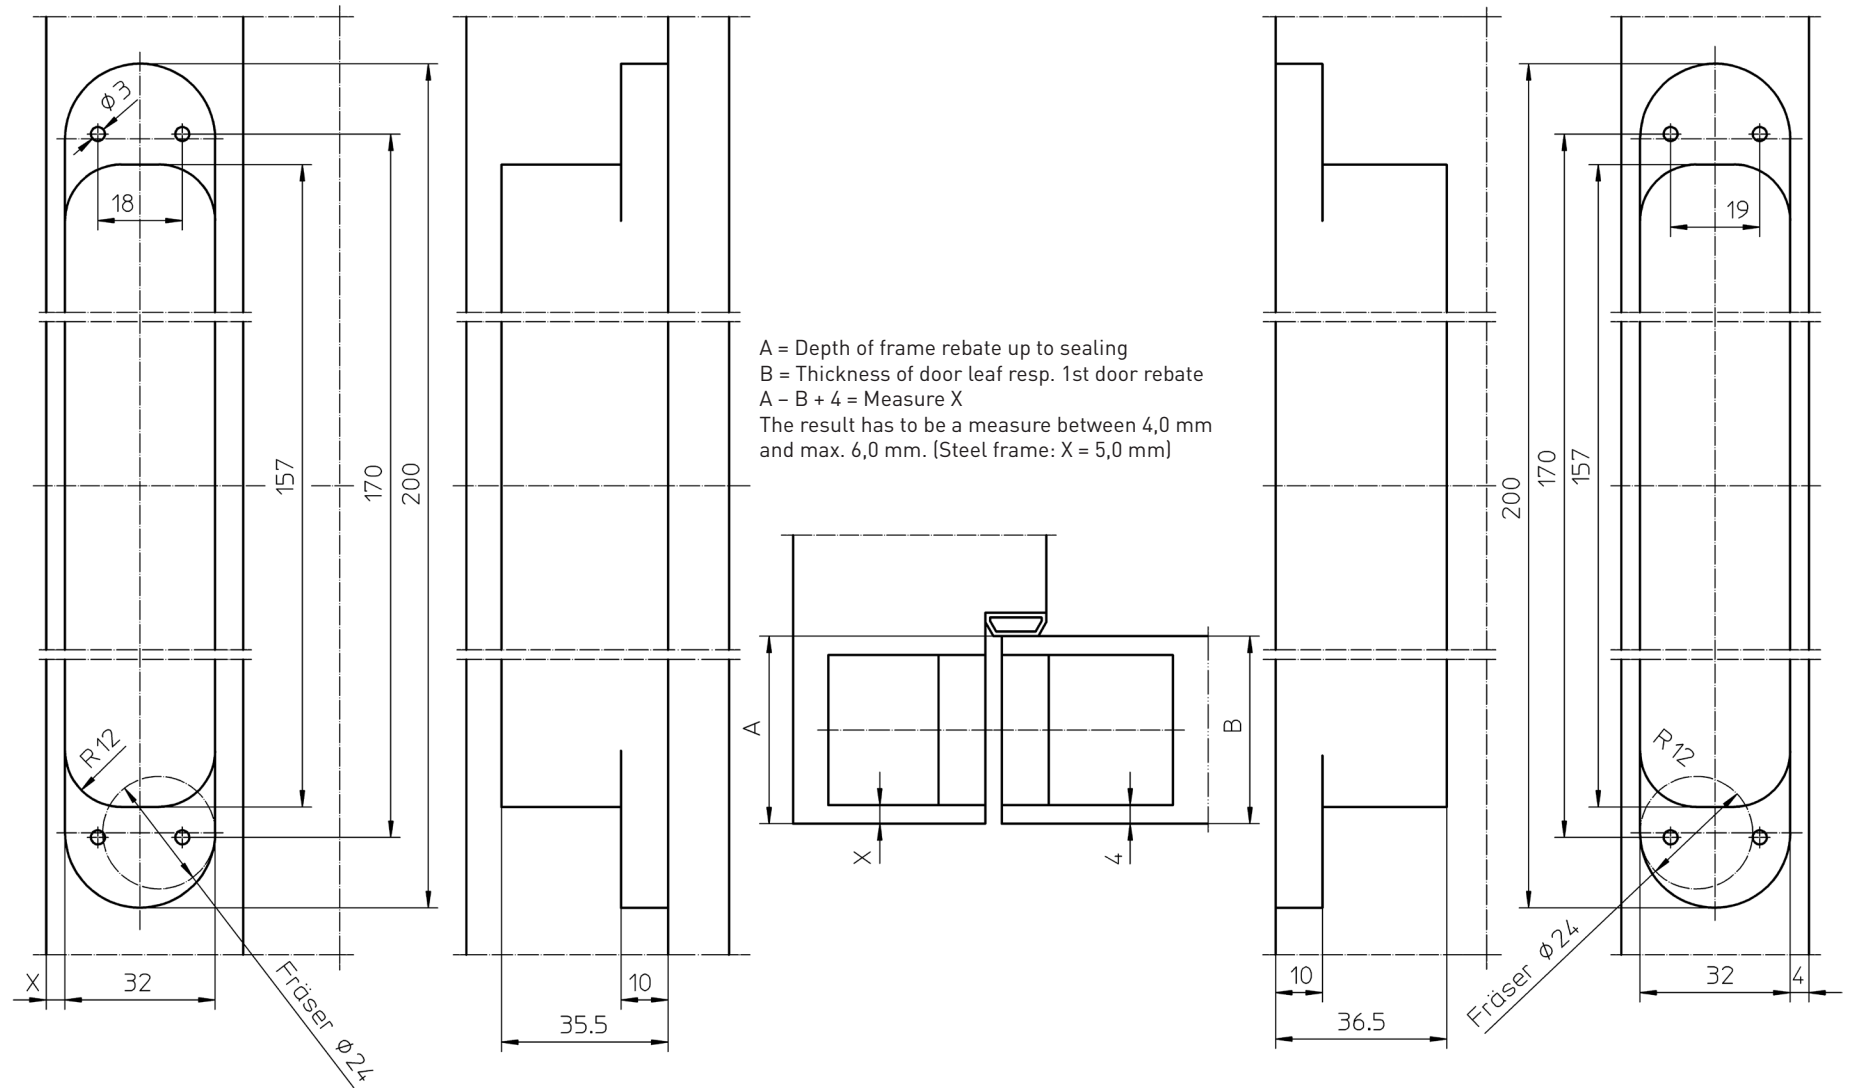 ϕ3
18
157
170
200
R12
X
32
Fräser ϕ24
10
35.5
A = Depth of frame rebate up to sealing
B = Thickness of door leaf resp. 1st door rebate
A – B + 4 = Measure X
The result has to be a measure between 4,0 mm
and max. 6,0 mm. (Steel frame: X = 5,0 mm)
A
B
X
4
10
36.5
200
170
157
19
R12
Fräser ϕ24
32
4